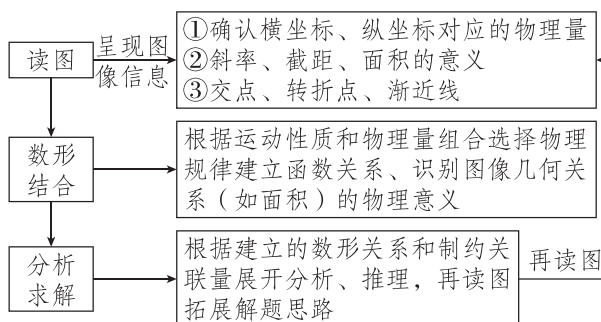 读图
呈现图
像信息
①确认横坐标、纵坐标对应的物理量
②斜率、截距、面积的意义
③交点、转折点、渐近线
数形
结合
根据运动性质和物理量组合选择物理
规律建立函数关系、识别图像几何关
系（如面积）的物理意义
分析
求解
根据建立的数形关系和制约关
联量展开分析、推理，再读图
拓展解题思路
再读图